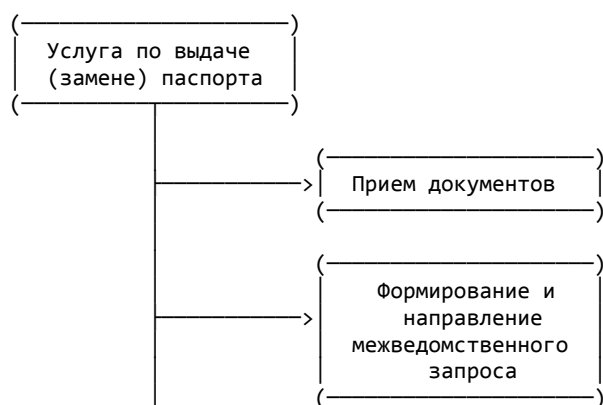 Услуга по выдаче
(замене) паспорта
Прием документов
Формирование и
направление
межведомственного
запроса